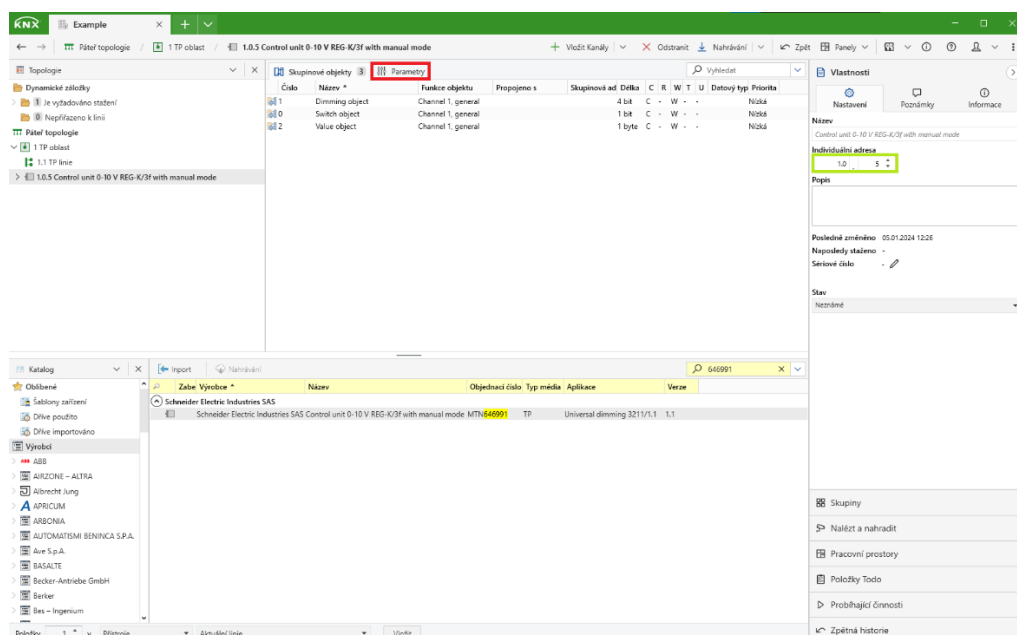 KNX Example
Páteř topologie / 1 TP oblast / 1.0.5 Control unit 0-10 V REG-K/3f with manual mode
Vložit Kanály Odstranit Nahrávání Zpět Panely
Topologie
Dynamické záložky
1 Je vyžadováno stažení
0 Nepřiřazeno k linii
Páteř topologie
1 TP oblast
1.1 TP linie
1.0.5 Control unit 0-10 V REG-K/3f with manual mode
Skupinové objekty 3 Parametry Vyhledat
Číslo Název Funkce objektu Propojeno s Skupinová ad Délka C R W T U Datový typ Priorita
1 Dimming object Channel 1, general 4 bit C - W - - Nízká
0 Switch object Channel 1, general 1 bit C - W - - Nízká
2 Value object Channel 1, general 1 byte C - W - - Nízká
Vlastnosti
Nastavení Poznámky Informace
Název
Control unit 0-10 V REG-K/3f with manual mode
Individuální adresa
1.0 . 5
Popis
Posledně změněno 05.01.2024 12:26
Naposledy staženo -
Sériové číslo -
Stav
Neznámé
Katalog
Oblíbené
Šablony zařízení
Dříve použito
Dříve importováno
Výrobci
ABB
AIRZONE – ALTRA
Albrecht Jung
APRICUM
ARBONIA
AUTOMATISMI BENINCA S.P.A.
Ave S.p.A.
BASALTE
Becker-Antriebe GmbH
Berker
Bes – Ingenium
Import Nahrávání 646991
Zabe Výrobce Název Objednací číslo Typ média Aplikace Verze
Schneider Electric Industries SAS
Schneider Electric Industries SAS Control unit 0-10 V REG-K/3f with manual mode MTN646991 TP Universal dimming 3211/1.1 1.1
Položky 1 Přístroje Aktuální linie Vložit
Skupiny
Nalézt a nahradit
Pracovní prostory
Položky Todo
Probíhající činnosti
Zpětná historie